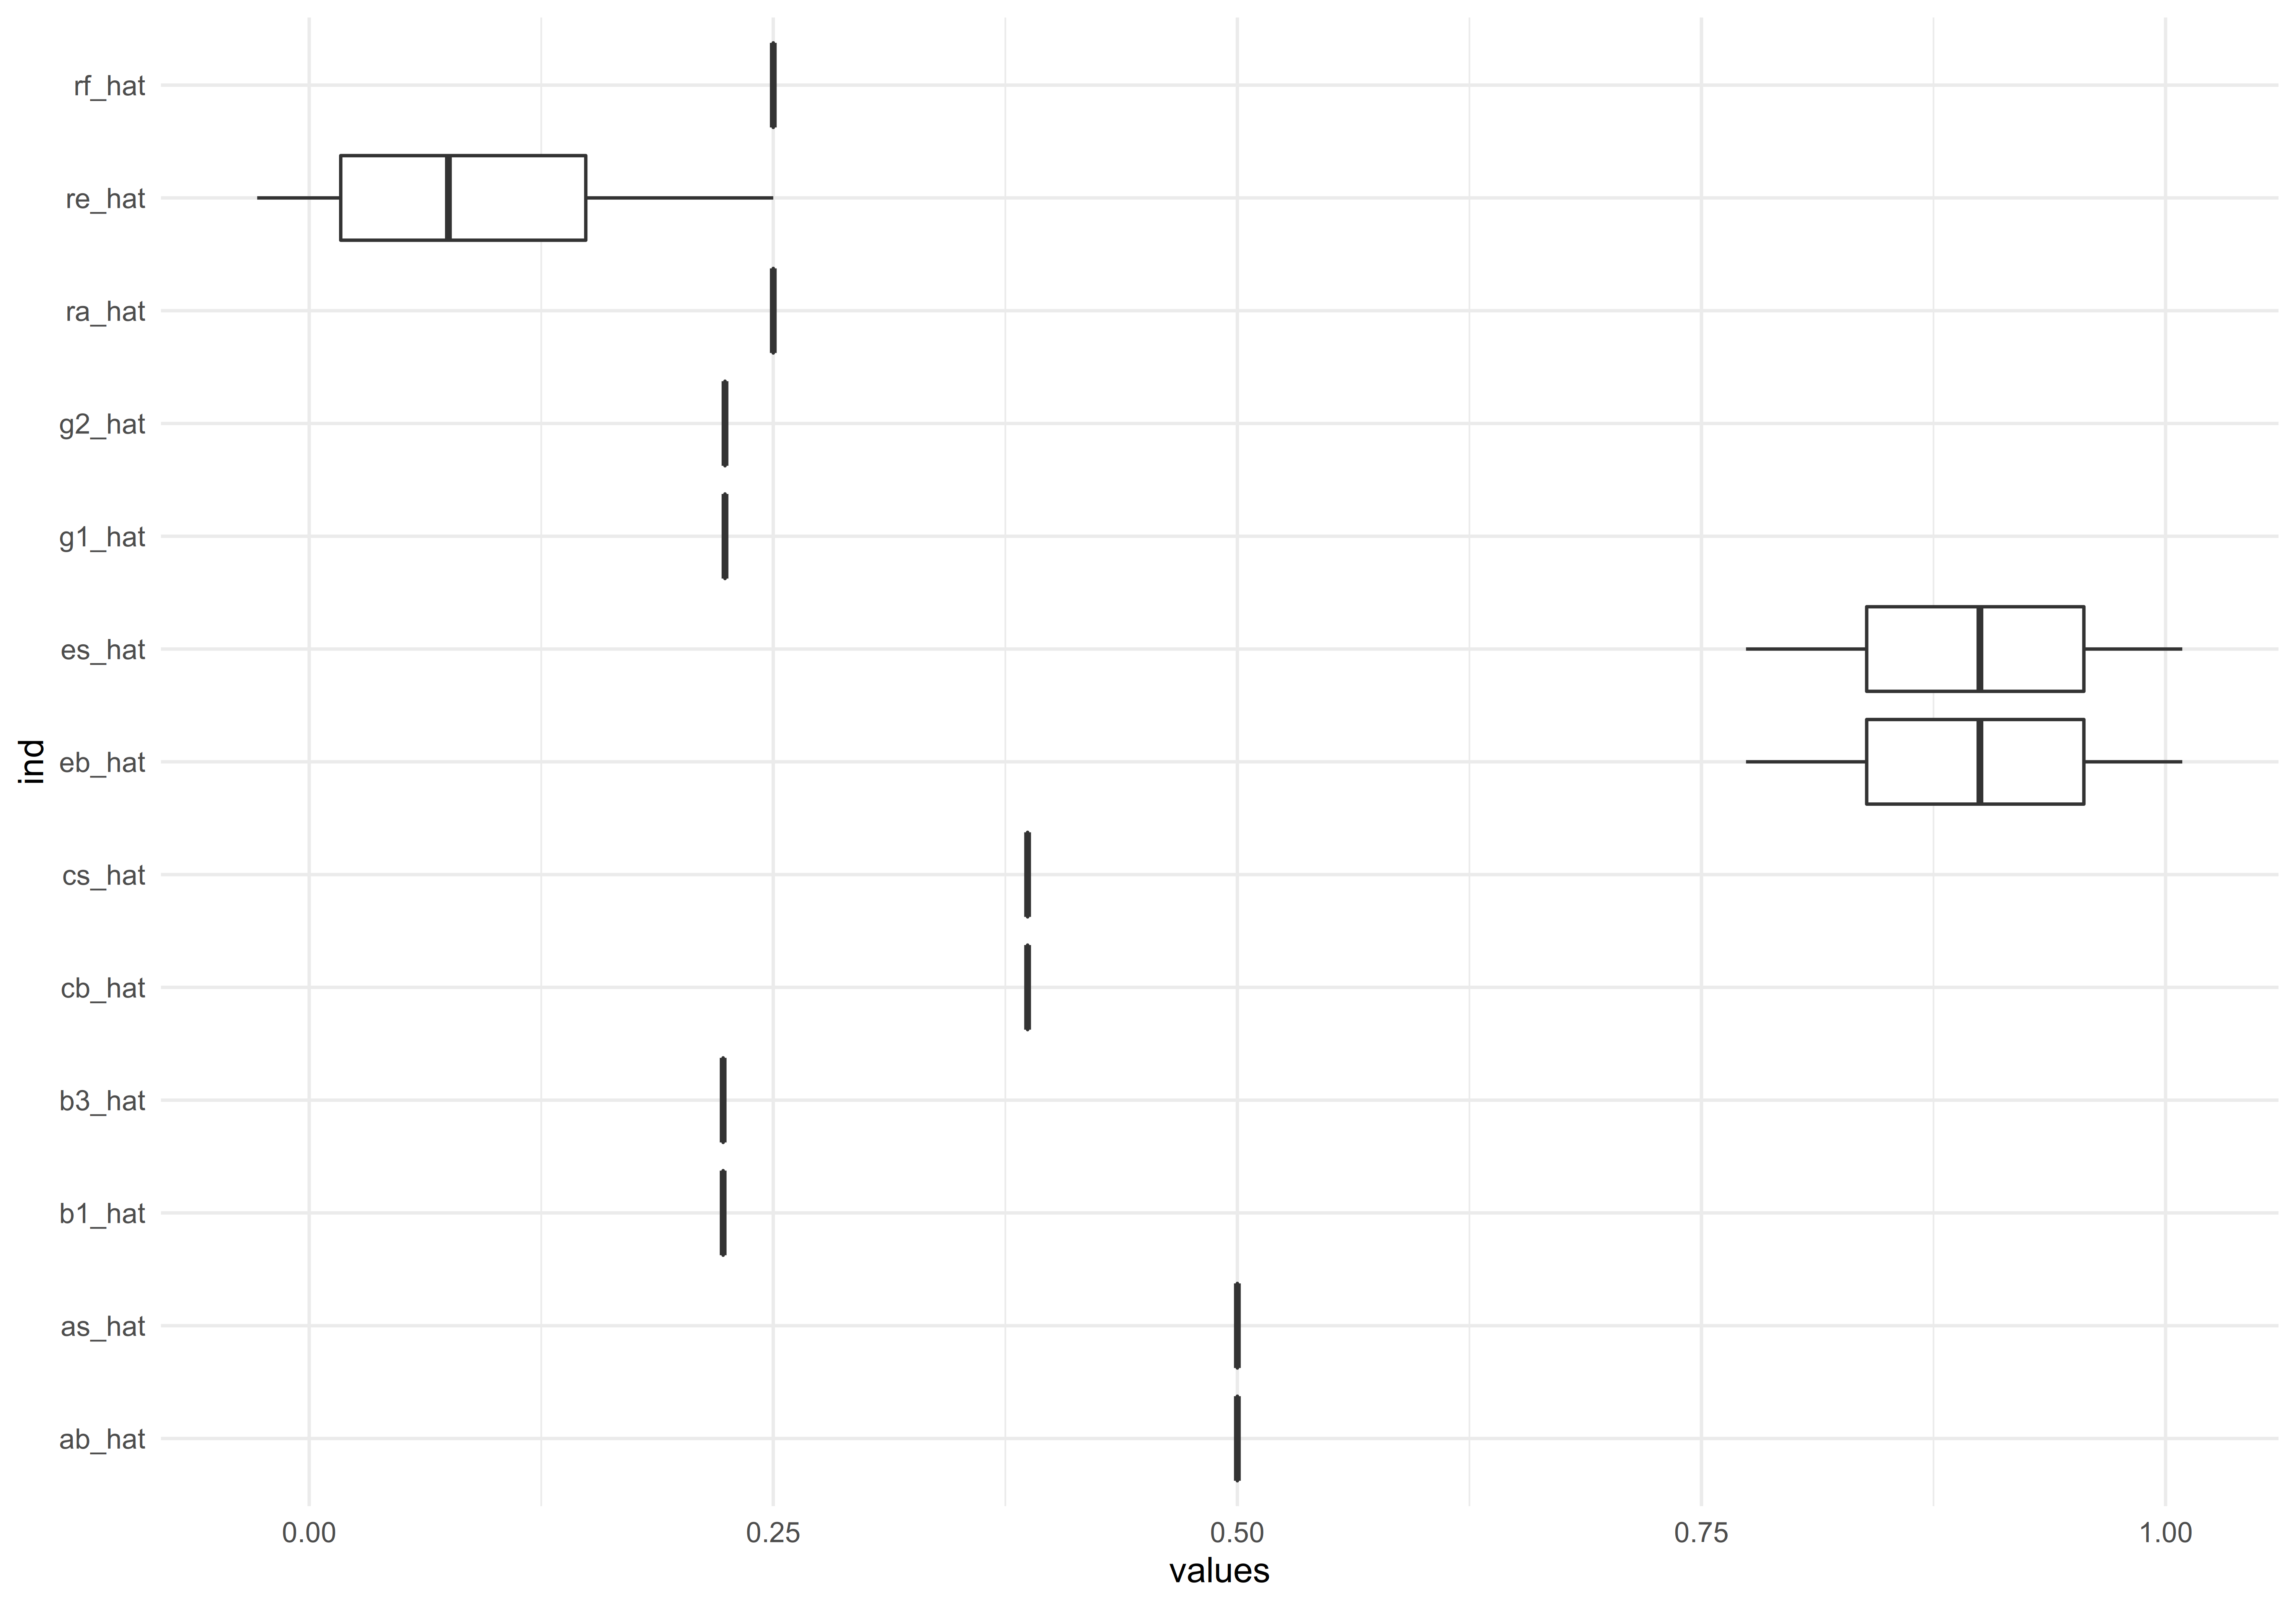 rf_hat
re_hat
ra_hat
g2_hat
g1_hat
es_hat
eb_hat
cs_hat
cb_hat
b3_hat
b1_hat
as_hat
ab_hat
ind
0.00 0.25 0.50 0.75 1.00
values